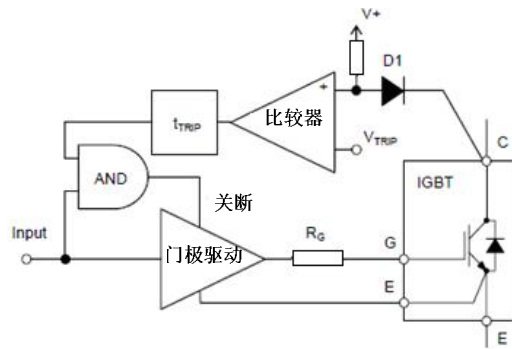 V+
D1
+
比较器
tTRIP
VTRIP
C
AND
IGBT
关断
Input
门极驱动
RG
G
E
E